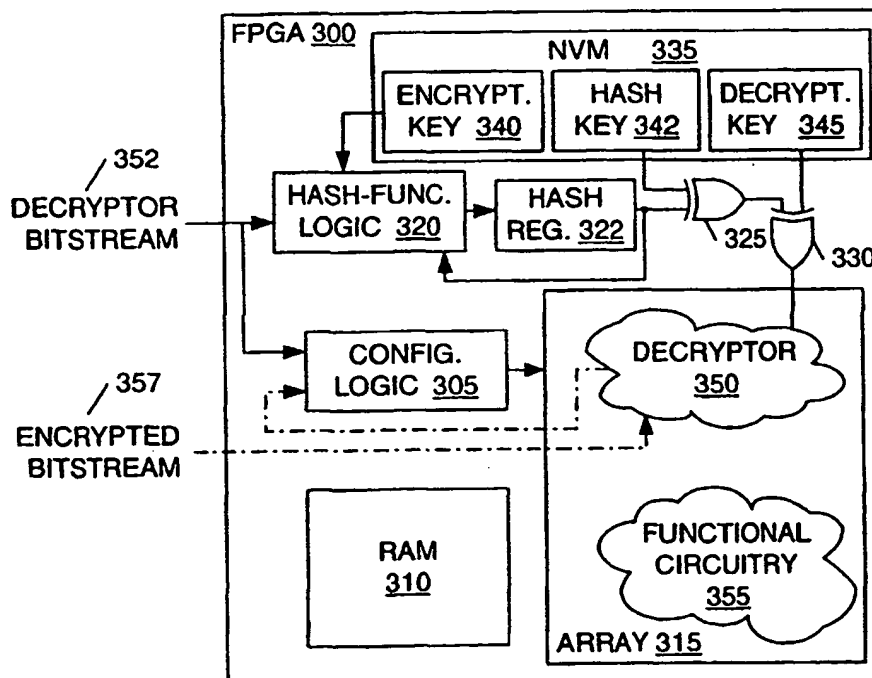 FPGA 300
NVM 335
ENCRYPT.
KEY 340
HASH
KEY 342
DECRYPT.
KEY 345
352
DECRYPTOR
BITSTREAM
HASH-FUNC.
LOGIC 320
HASH
REG. 322
325
330
CONFIG.
LOGIC 305
DECRYPTOR
350
357
ENCRYPTED
BITSTREAM
RAM
310
FUNCTIONAL
CIRCUITRY
355
ARRAY 315